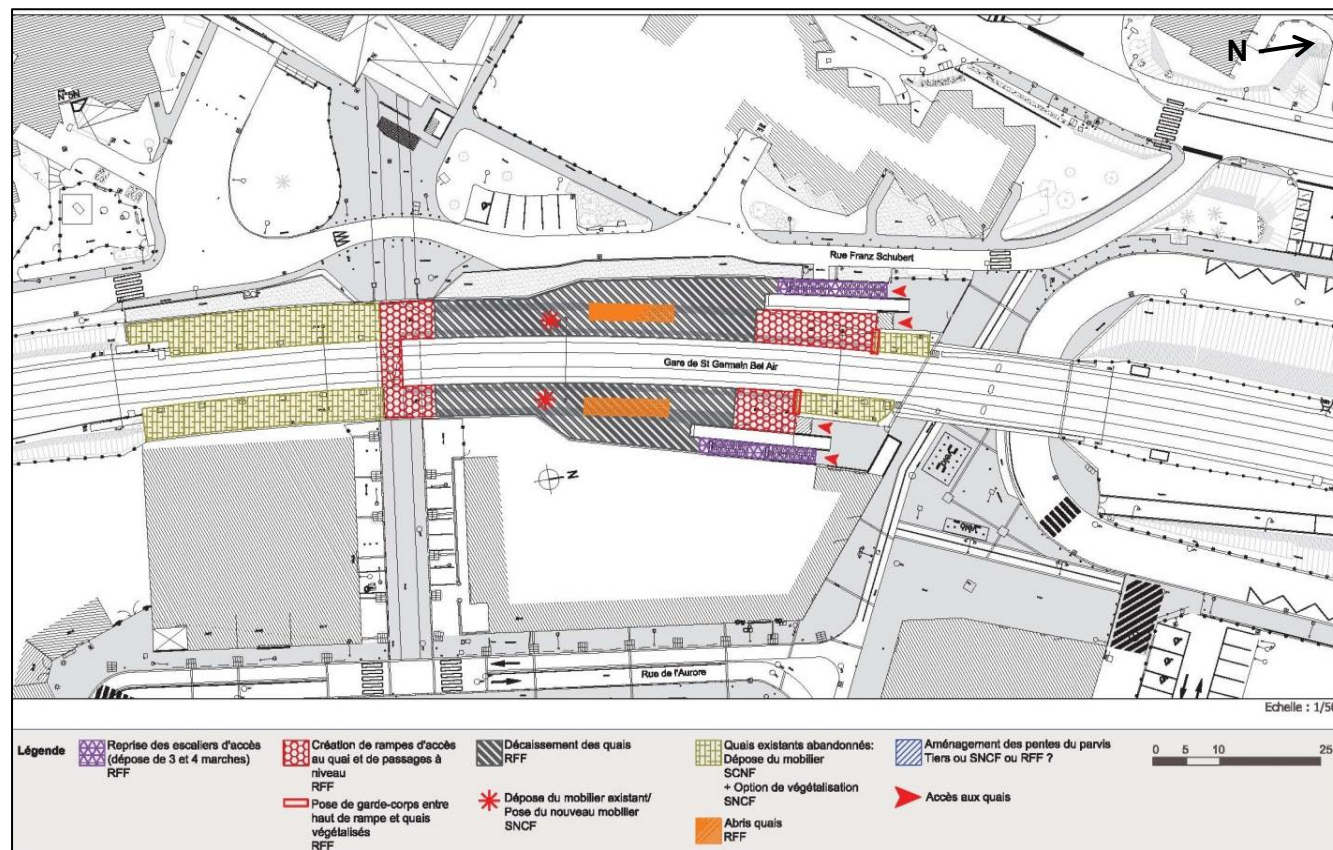 N
Rue Franz Schubert
Gare de St Germain Bel Air
N
Rue de l'Aurore
Echelle : 1/50
Légende
Reprise des escaliers d'accès
(dépose de 3 et 4 marches)
RFF
Création de rampes d'accès
au quai et de passages à
niveau
RFF
Pose de garde-corps entre
haut de rampe et quais
végétalisés
RFF
Décaissement des quais
RFF
Dépose du mobilier existant/
Pose du nouveau mobilier
SNCF
Quais existants abandonnés:
Dépose du mobilier
SCNF
+ Option de végétalisation
SNCF
Abris quais
RFF
Aménagement des pentes du parvis
Tiers ou SNCF ou RFF ?
Accès aux quais
0 5 10 25